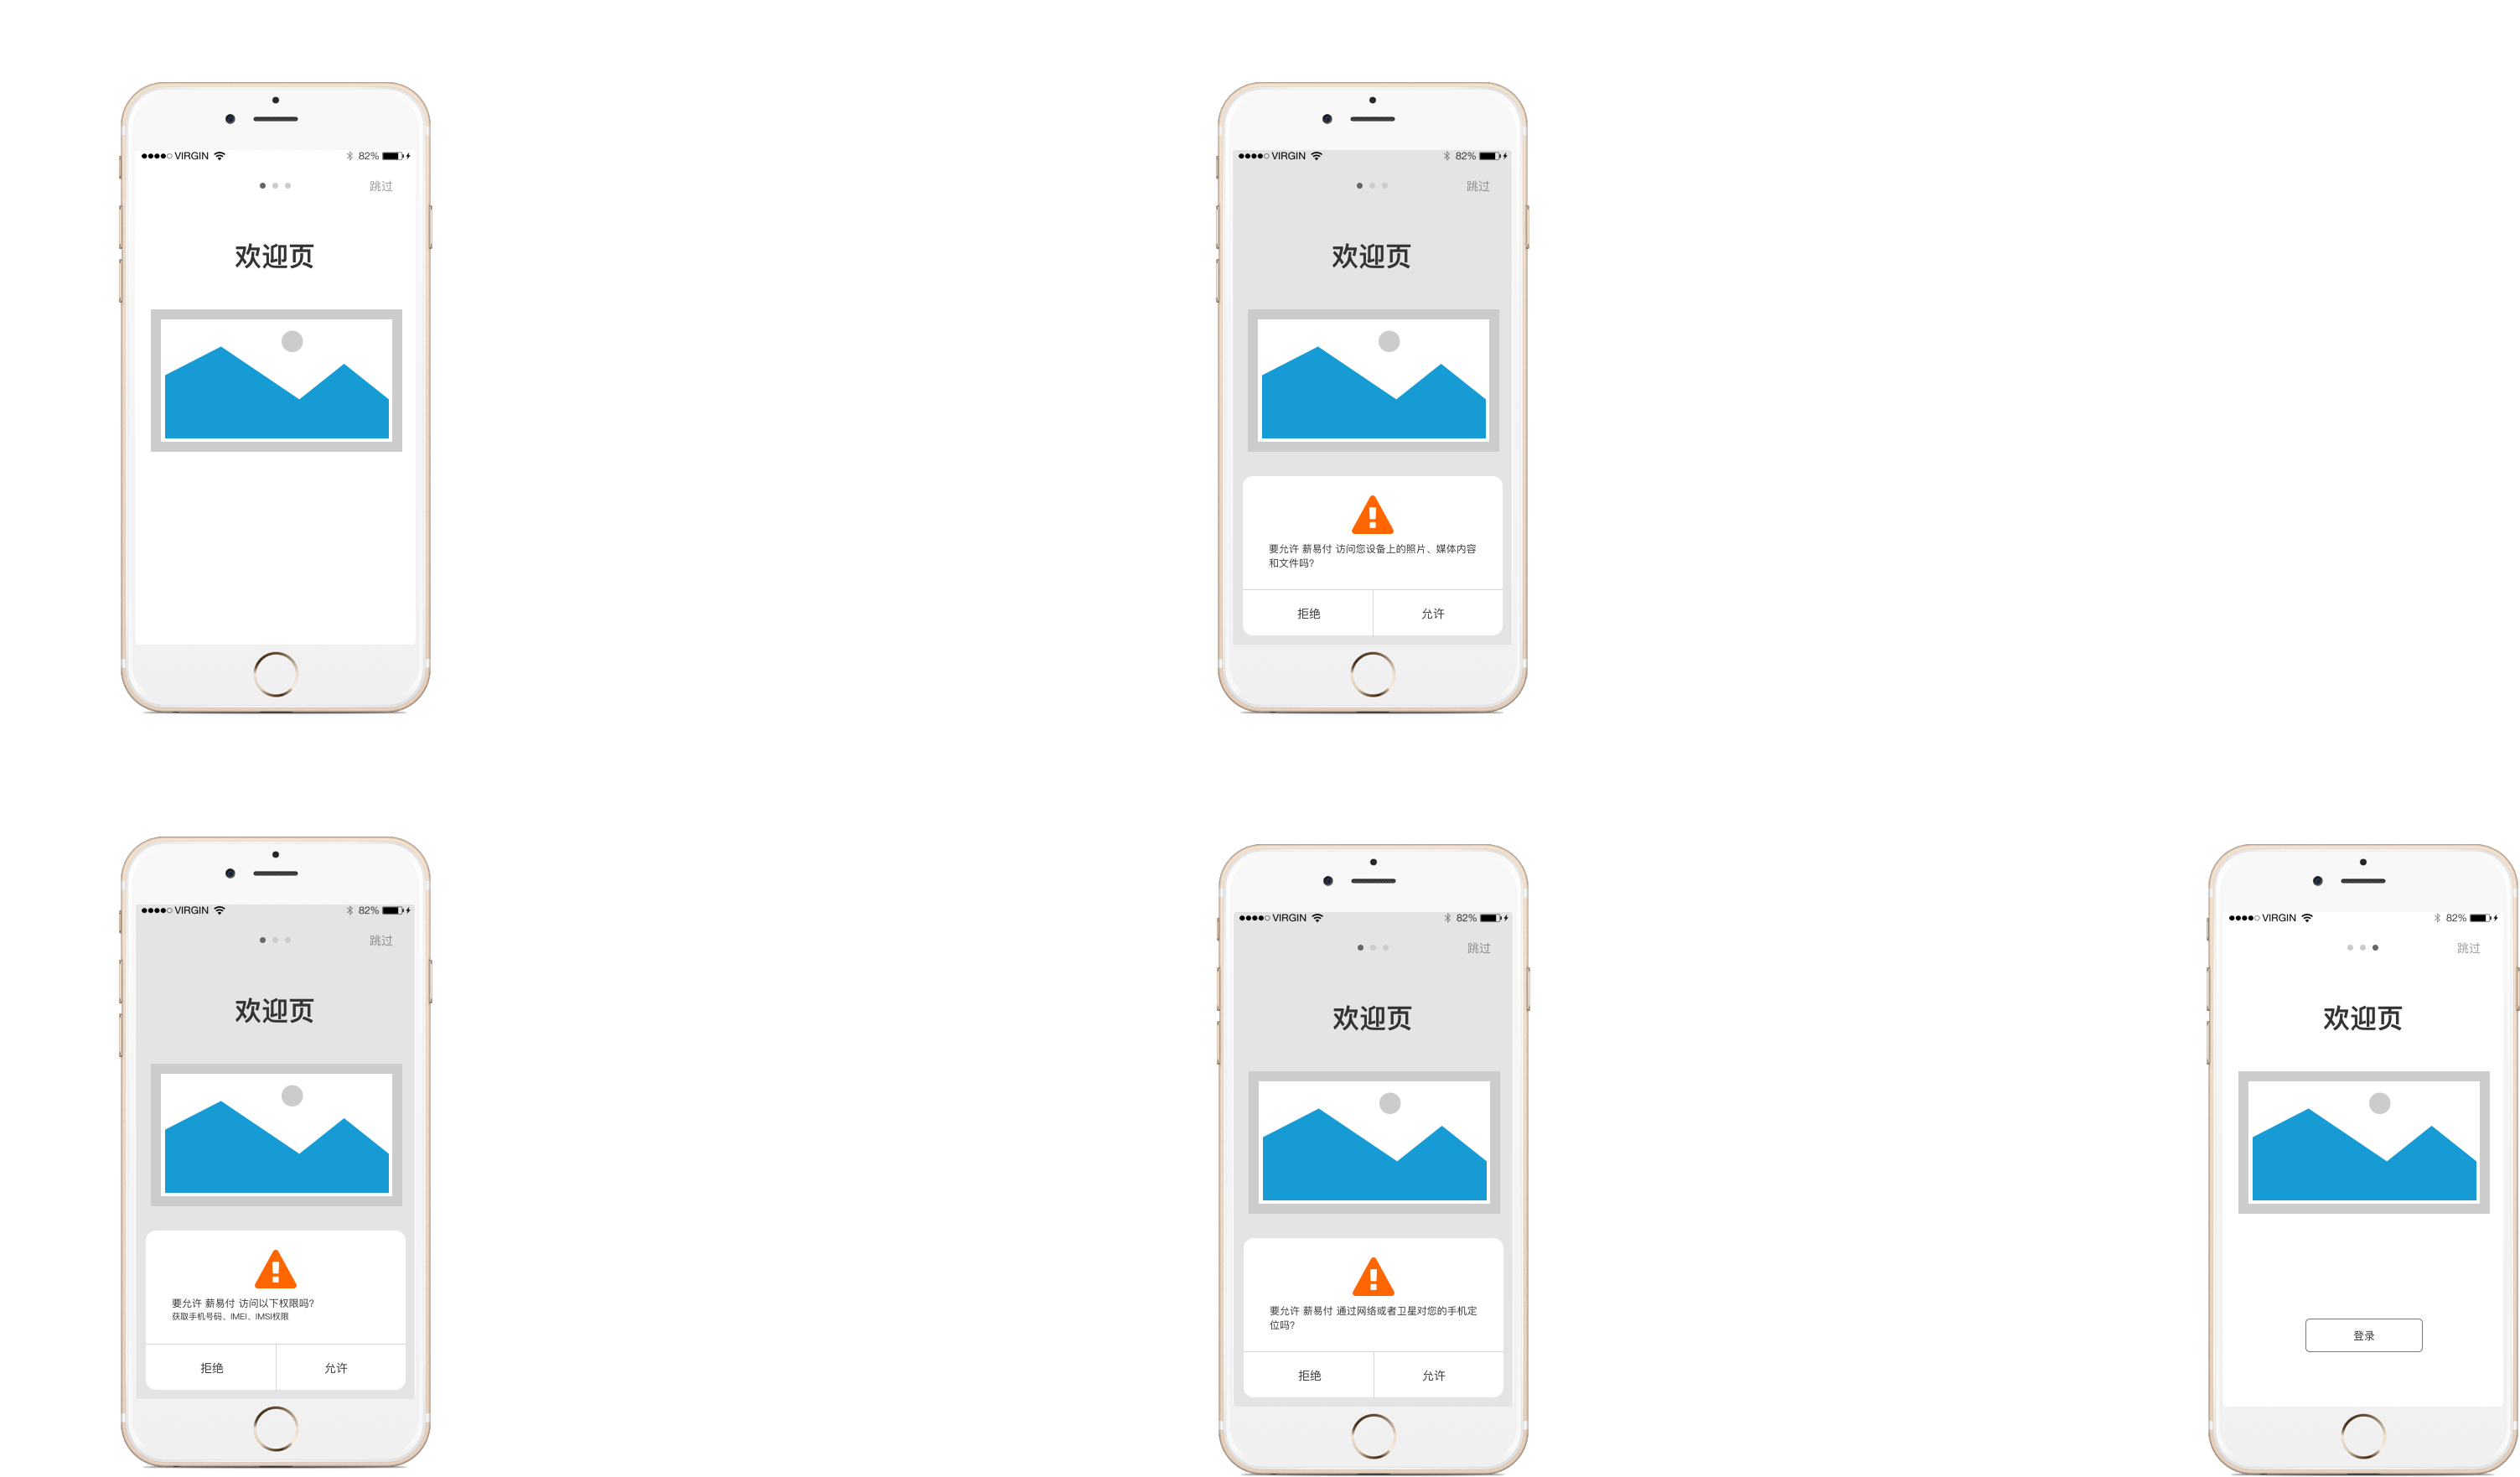 VIRGIN 82%
跳过
欢迎页
VIRGIN 82%
跳过
欢迎页
要允许 薪易付 访问您设备上的照片、媒体内容
和文件吗?
拒绝 允许
VIRGIN 82%
跳过
欢迎页
要允许 薪易付 访问以下权限吗?
获取手机号码、IMEI、IMSI权限
拒绝 允许
VIRGIN 82%
跳过
欢迎页
要允许 薪易付 通过网络或者卫星对您的手机定
位吗?
拒绝 允许
VIRGIN 82%
跳过
欢迎页
登录